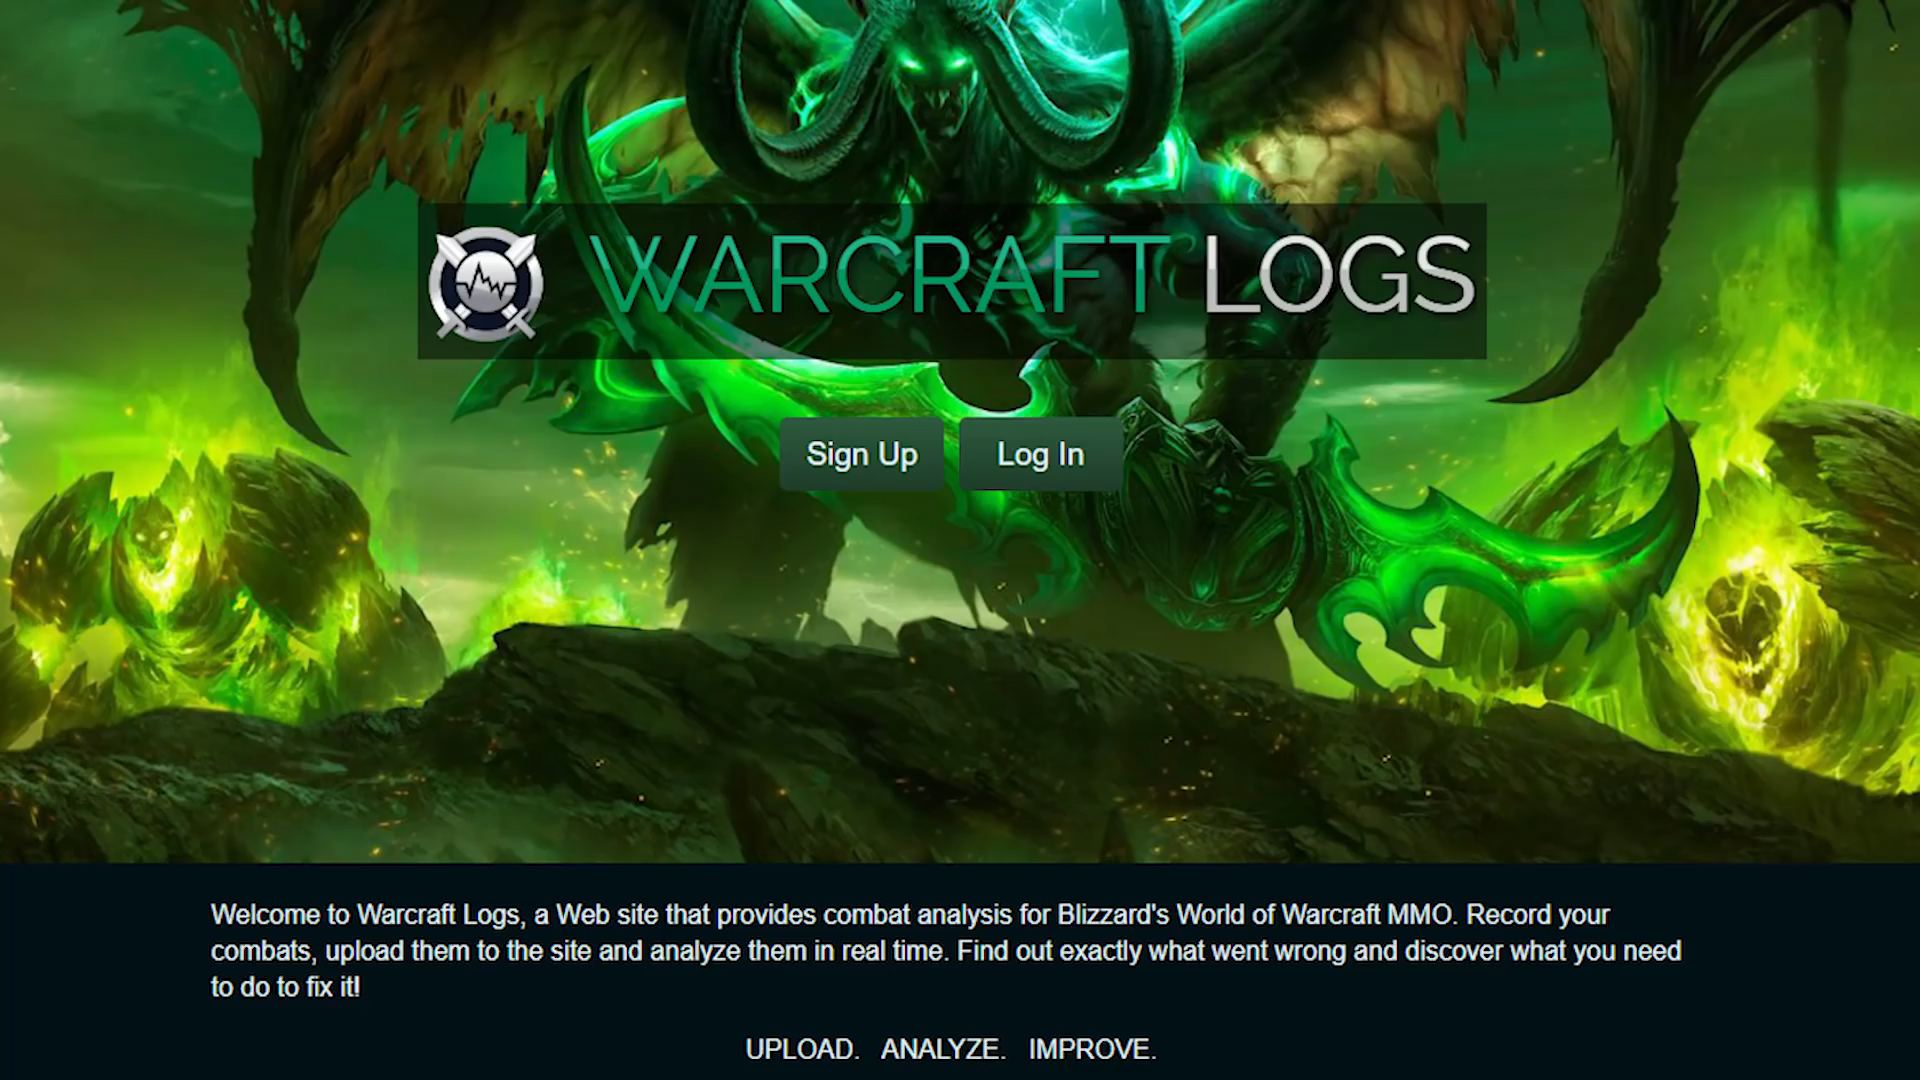 WARCRAFT LOGS
Sign Up Log In
Welcome to Warcraft Logs, a Web site that provides combat analysis for Blizzard's World of Warcraft MMO. Record your
combats, upload them to the site and analyze them in real time. Find out exactly what went wrong and discover what you need
to do to fix it!
UPLOAD. ANALYZE. IMPROVE.